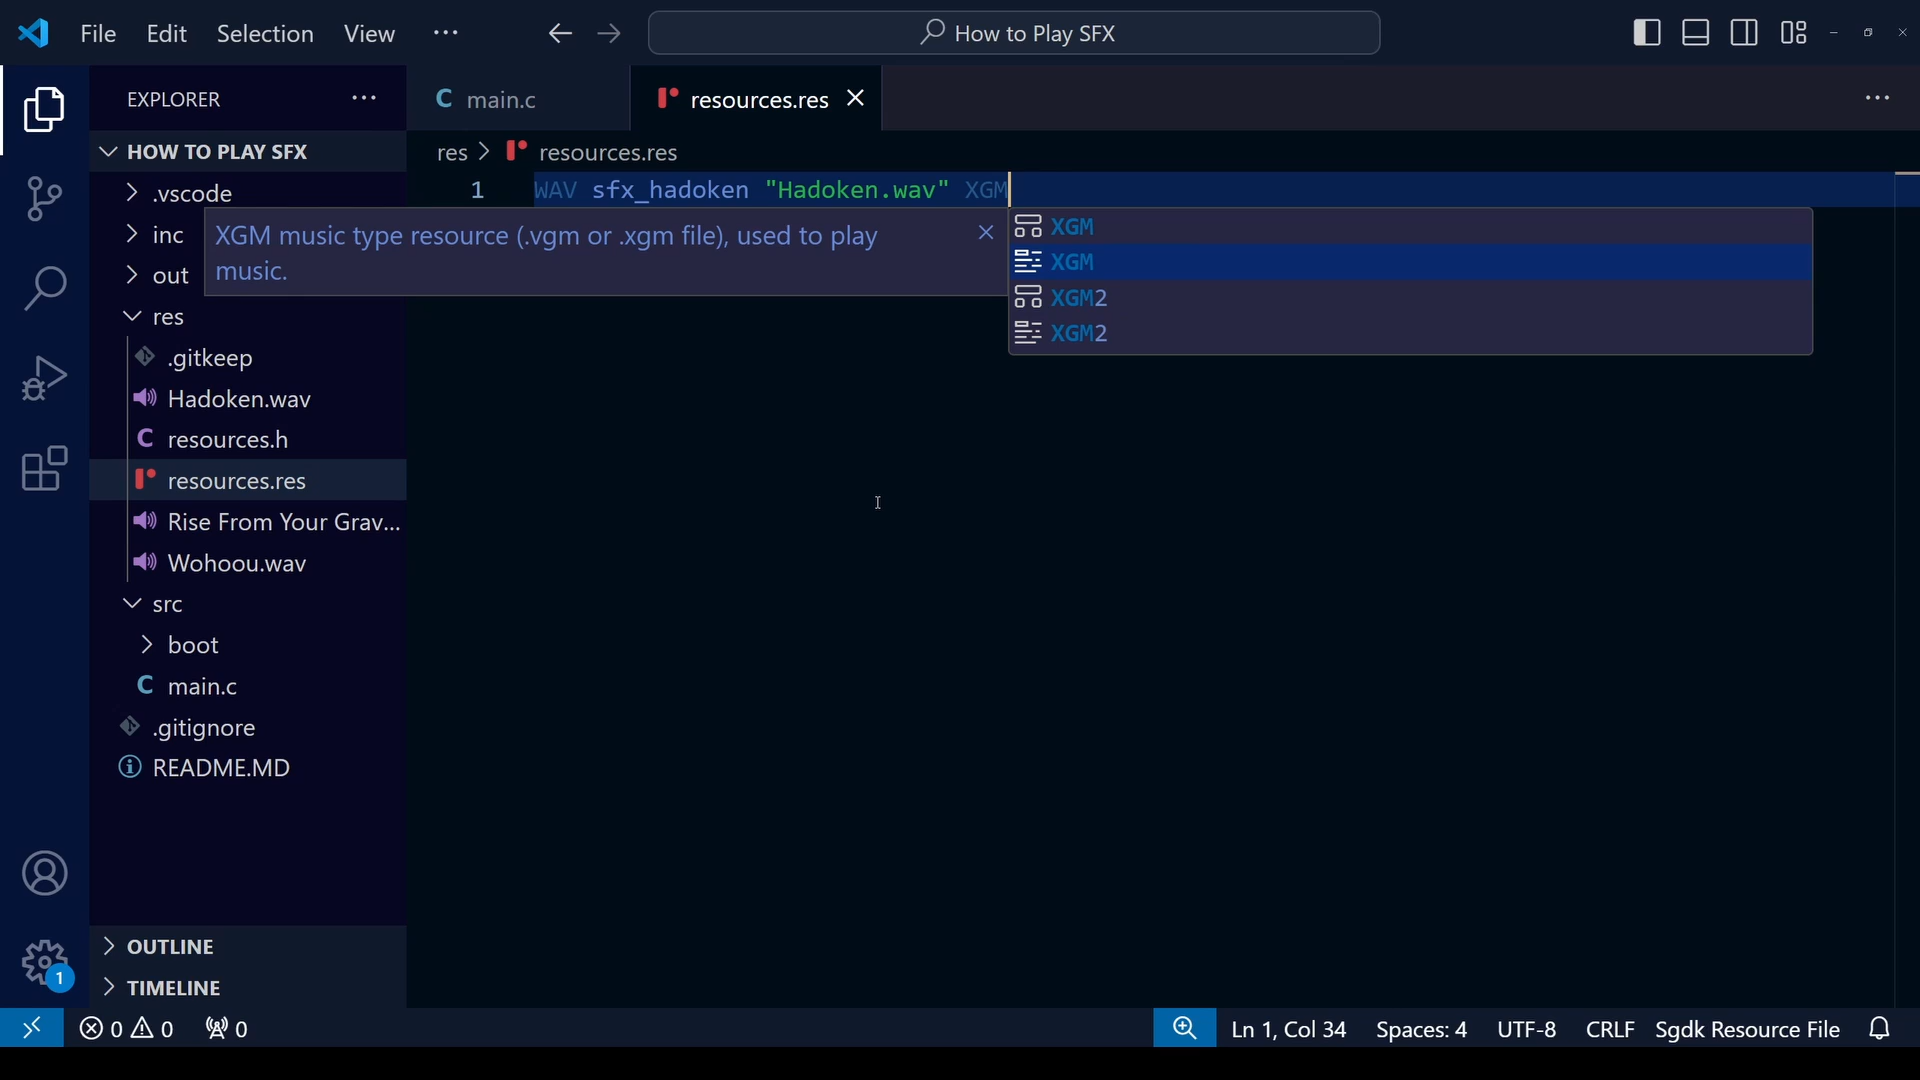 File Edit Selection View ··· How to Play SFX
EXPLORER ···
HOW TO PLAY SFX
.vscode
inc
out
res
.gitkeep
Hadoken.wav
resources.h
resources.res
Rise From Your Grav...
Wohoou.wav
src
boot
main.c
.gitignore
README.MD
OUTLINE
TIMELINE
1
C main.c resources.res
res > resources.res
1 WAV sfx_hadoken "Hadoken.wav" XGM
XGM music type resource (.vgm or .xgm file), used to play
music.
XGM
XGM
XGM2
XGM2
0 0 0 Ln 1, Col 34 Spaces: 4 UTF-8 CRLF Sgdk Resource File